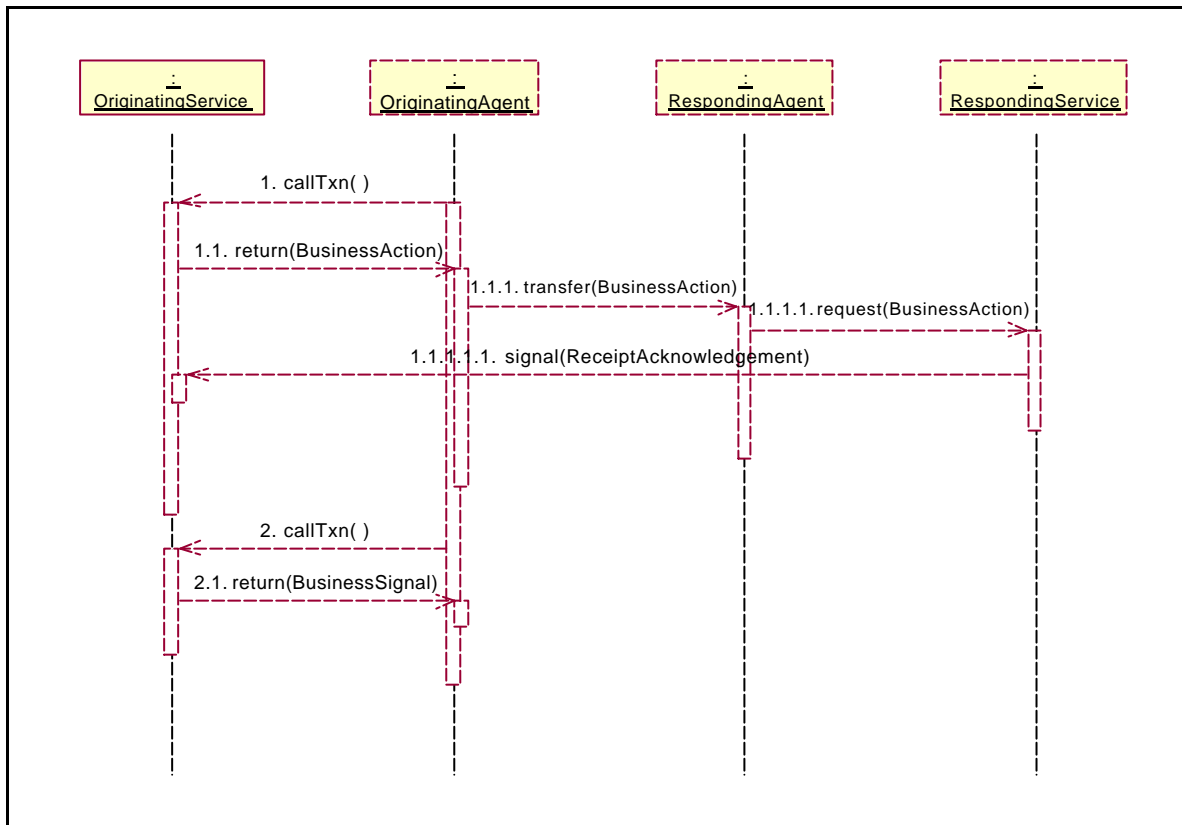 :
OriginatingService
:
OriginatingAgent
:
RespondingAgent
:
RespondingService
1. callTxn( )
1.1. return(BusinessAction)
1.1.1. transfer(BusinessAction)
1.1.1.1. request(BusinessAction)
1.1.1.1.1. signal(ReceiptAcknowledgement)
2. callTxn( )
2.1. return(BusinessSignal)